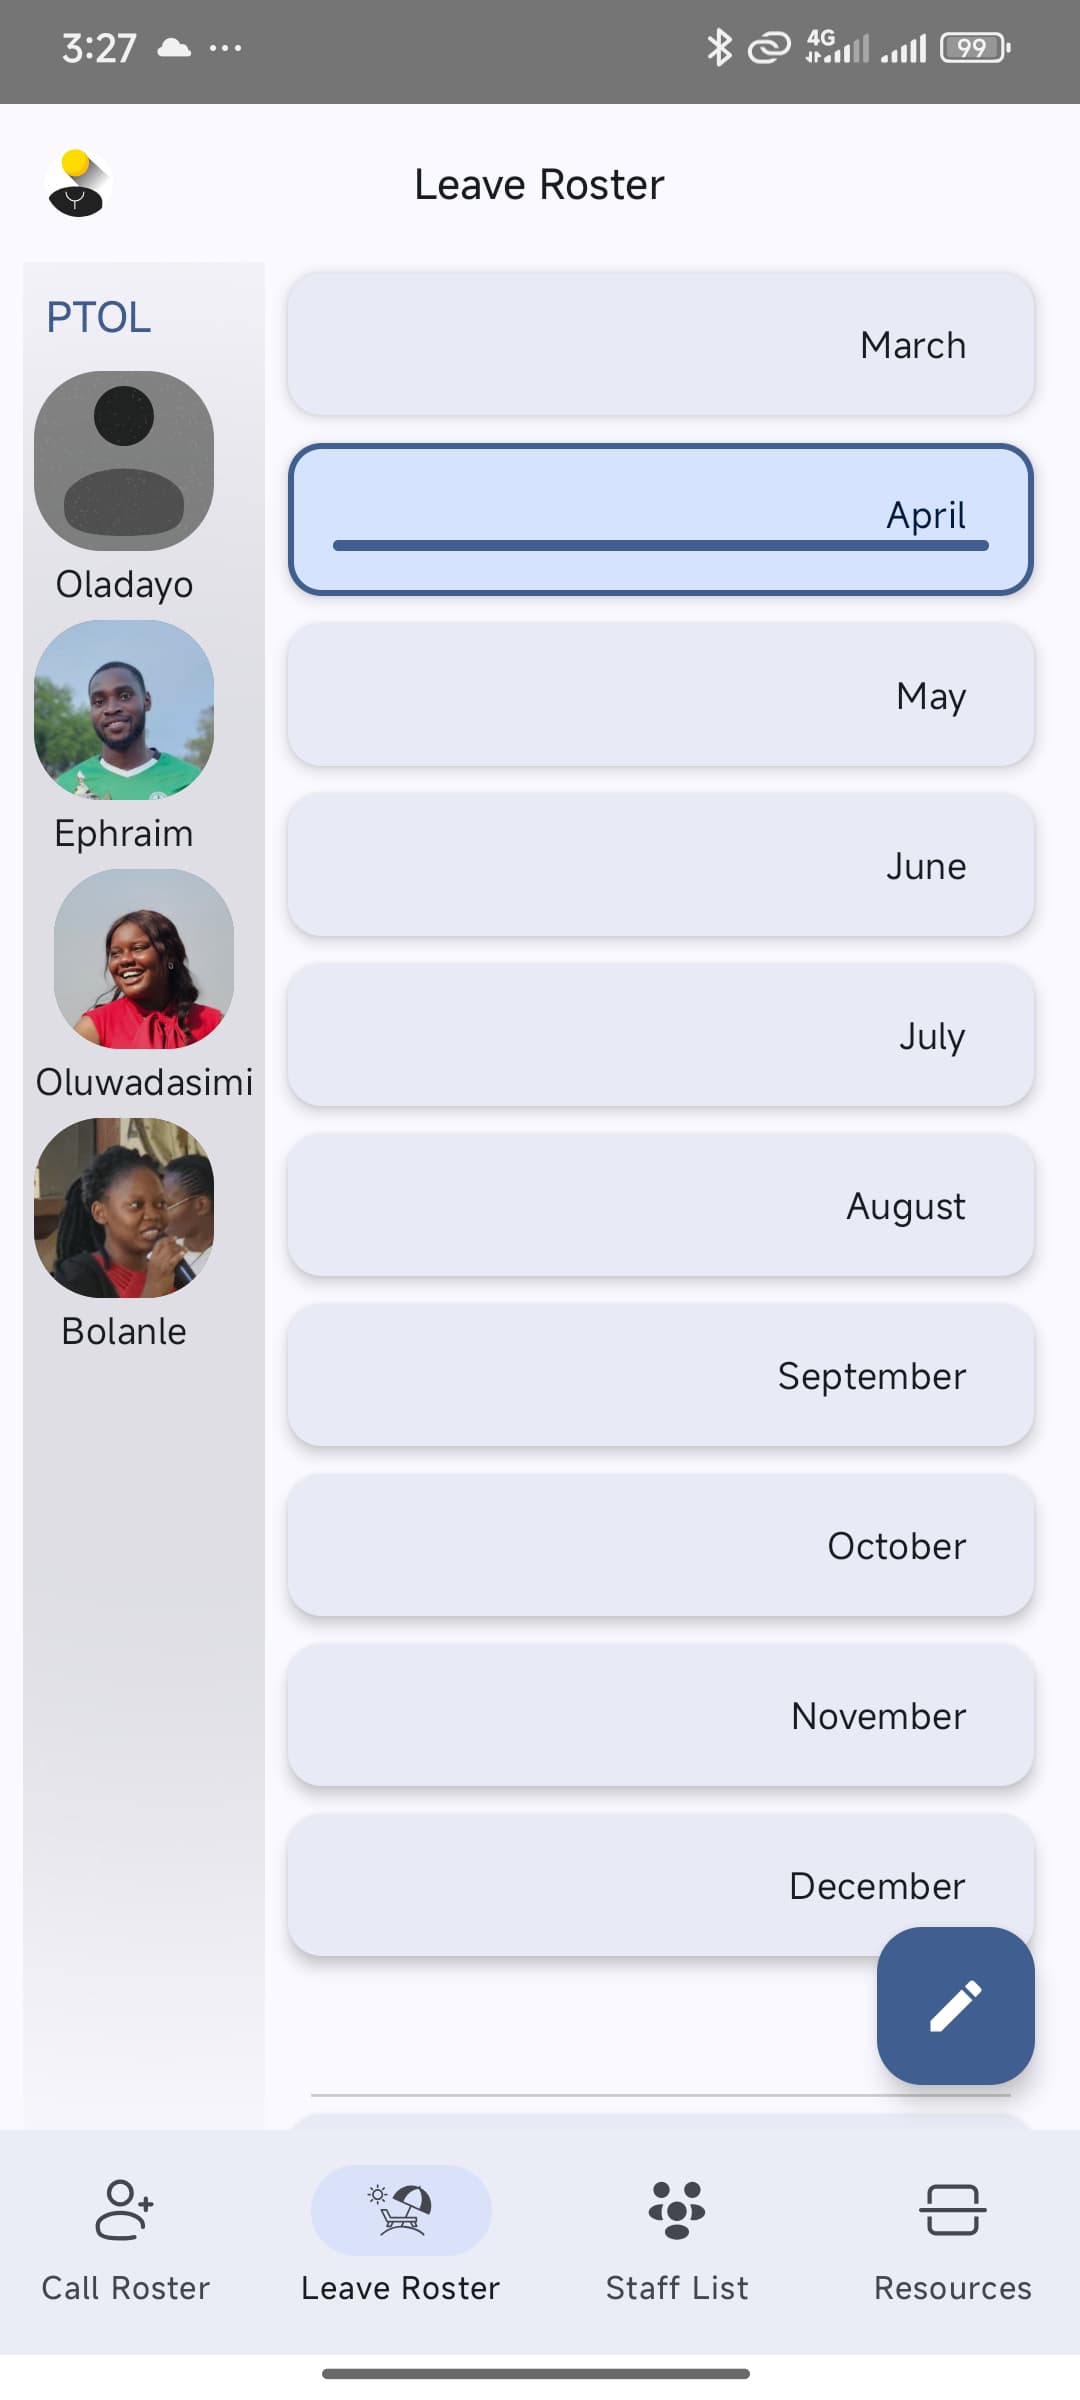 3:27
4G
99
Leave Roster
PTOL
Oladayo
Ephraim
Oluwadasimi
Bolanle
March
April
May
June
July
August
September
October
November
December
Call Roster
Leave Roster
Staff List
Resources